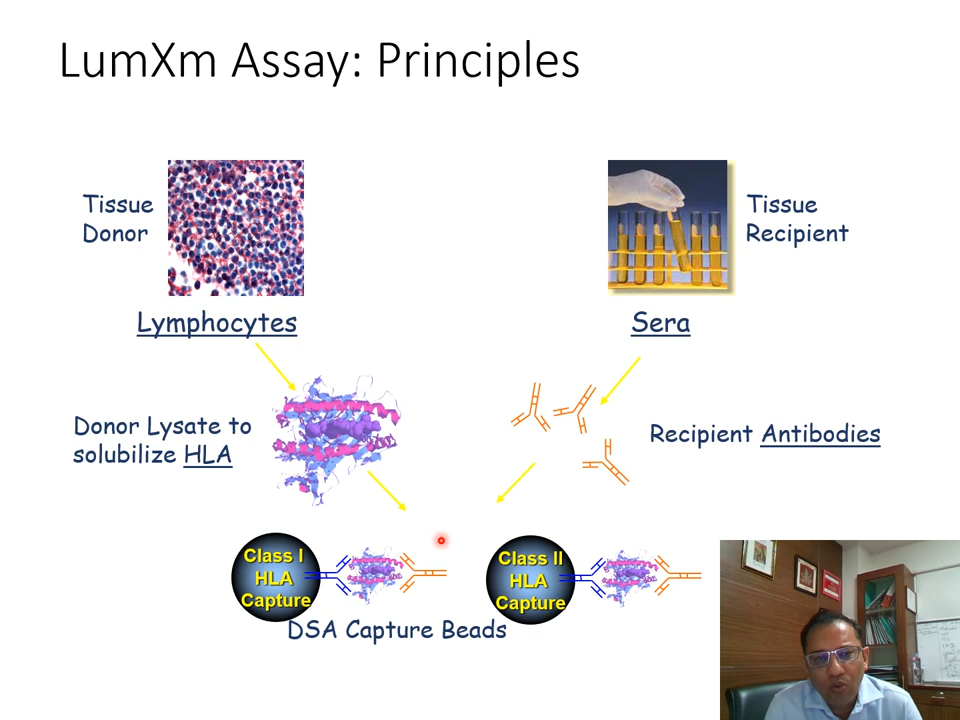 LumXm Assay: Principles
Tissue
Donor
Tissue
Recipient
Lymphocytes
Sera
Donor Lysate to
solubilize HLA
Recipient Antibodies
Class I
HLA
Capture
Class II
HLA
Capture
DSA Capture Beads